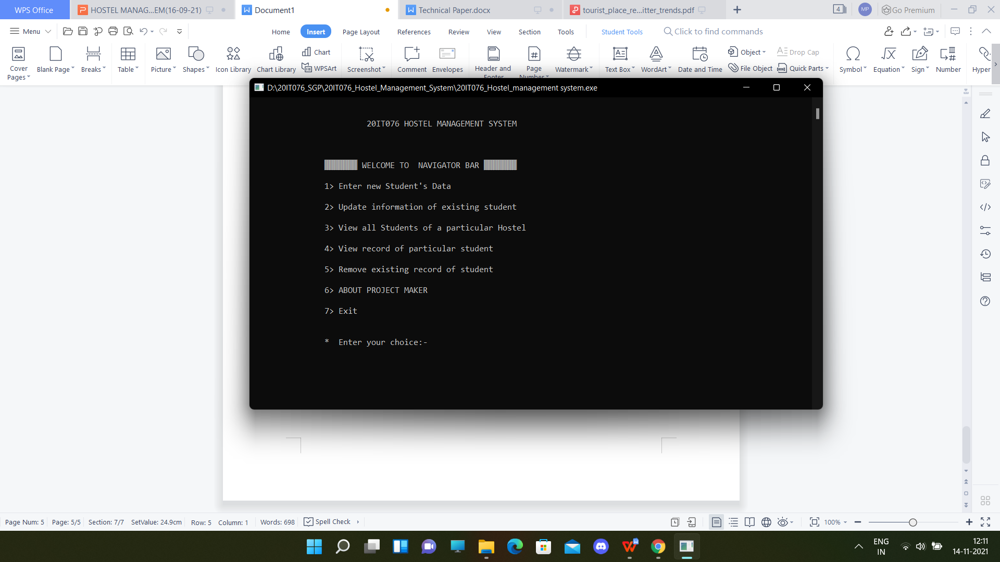 WPS Office
HOSTEL MANAG...EM(16-09-21)
Document1
Technical Paper.docx
tourist_place_re...itter_trends.pdf
4
MP
Go Premium
Menu
Home
Insert
Page Layout
References
Review
View
Section
Tools
Student Tools
Click to find commands
Cover Pages
Blank Page
Breaks
Table
Picture
Shapes
Icon Library
Chart Library
Chart
WPSArt
Screenshot
Comment
Envelopes
Header and Footer
Page Number
Watermark
Text Box
WordArt
Date and Time
Object
File Object
Drop Cap
Quick Parts
Symbol
Equation
Sign
Number
Hyper
D:\20IT076_SGP\20IT076_Hostel_Management_System\20IT076_Hostel_management system.exe
20IT076 HOSTEL MANAGEMENT SYSTEM
WELCOME TO  NAVIGATOR BAR
1> Enter new Student's Data
2> Update information of existing student
3> View all Students of a particular Hostel
4> View record of particular student
5> Remove existing record of student
6> ABOUT PROJECT MAKER
7> Exit
*  Enter your choice:-
Page Num: 5
Page: 5/5
Section: 7/7
SetValue: 24.9cm
Row: 5
Column: 1
Words: 698
Spell Check
100%
ENG
IN
12:11
14-11-2021